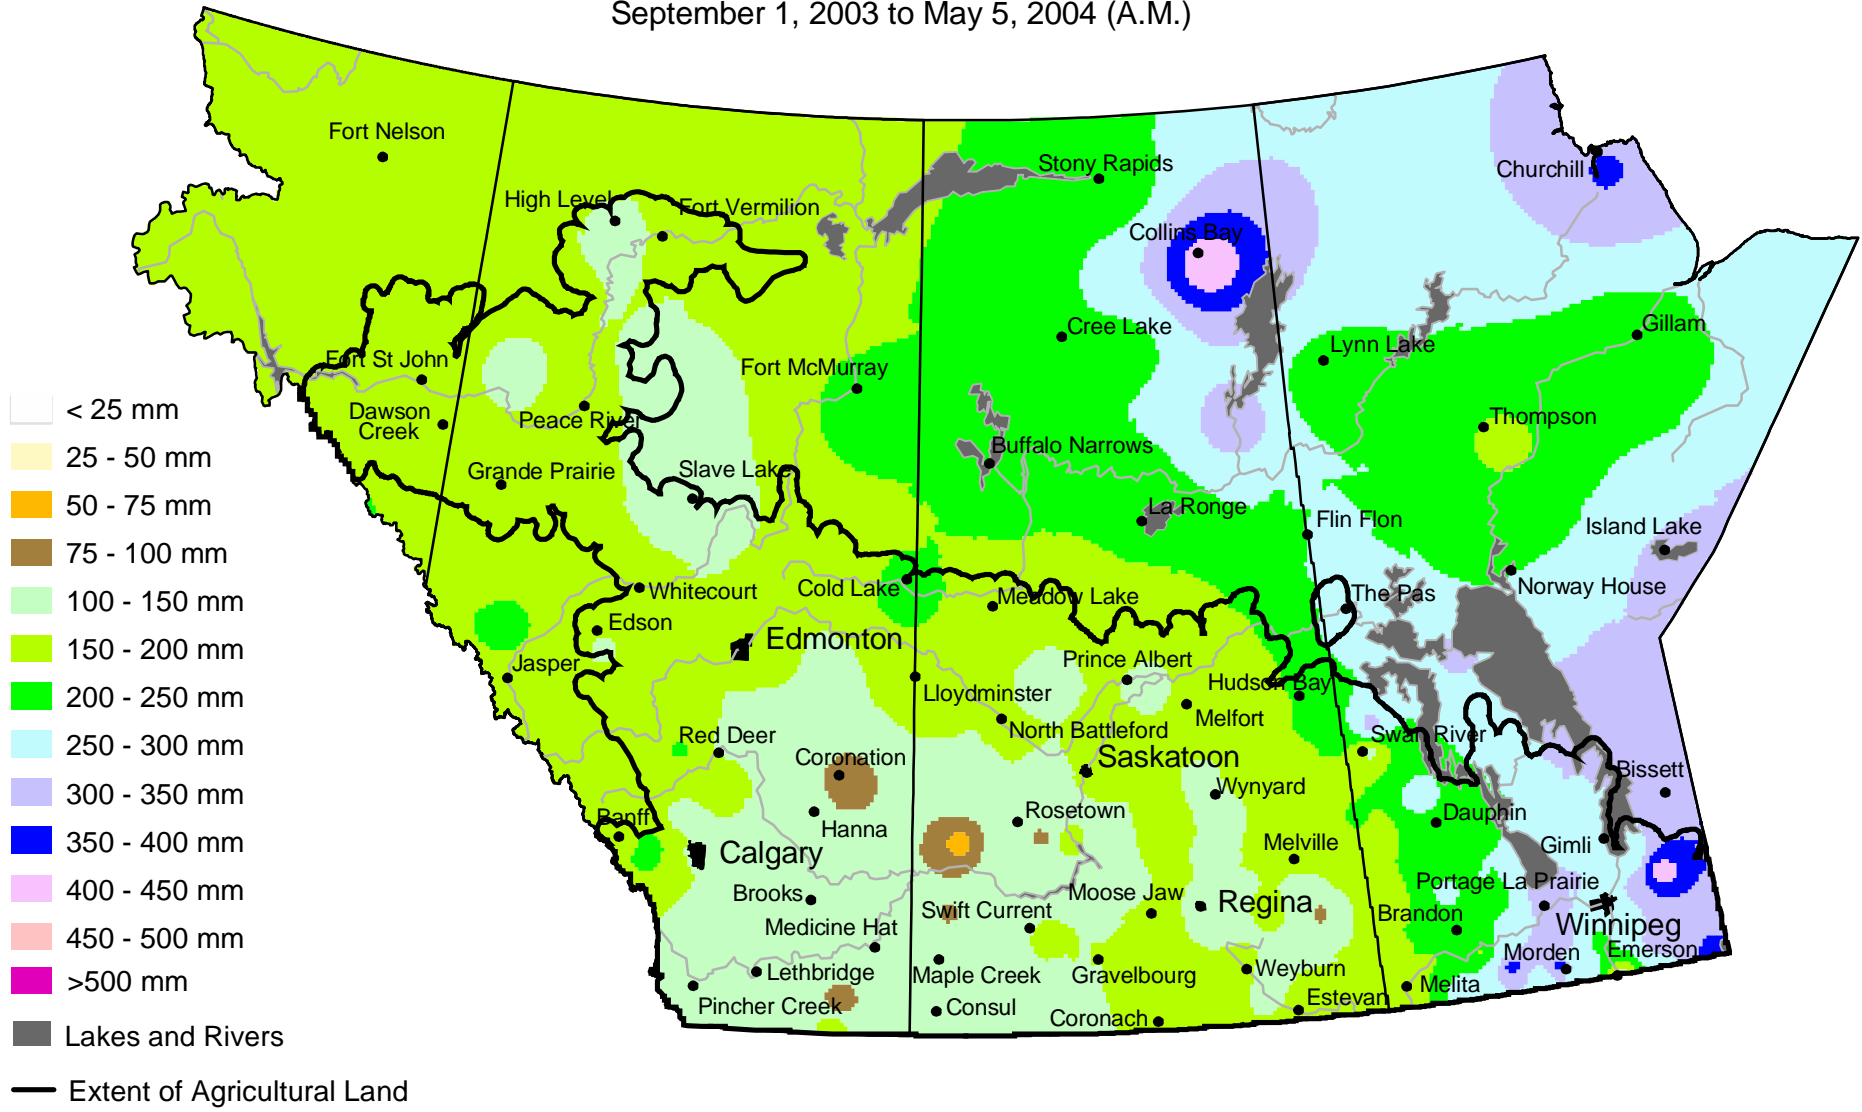 September 1, 2003 to May 5, 2004 (A.M.)
Fort Nelson
Stony Rapids
Churchill
High Level
Fort Vermilion
Collins Bay
Cree Lake
Gillam
Lynn Lake
Fort St John
Fort McMurray
Dawson
Creek
Peace River
Thompson
Buffalo Narrows
Grande Prairie
Slave Lake
La Ronge
Flin Flon
Island Lake
Whitecourt
Cold Lake
Meadow Lake
The Pas
Norway House
Edson
Edmonton
Jasper
Prince Albert
Hudson Bay
Lloydminster
Melfort
North Battleford
Red Deer
Swan River
Coronation
Saskatoon
Bissett
Wynyard
Banff
Hanna
Rosetown
Dauphin
Calgary
Melville
Gimli
Brooks
Moose Jaw
Portage La Prairie
Regina
Swift Current
Brandon
Medicine Hat
Winnipeg
Morden
Emerson
Lethbridge
Maple Creek
Gravelbourg
Weyburn
Melita
Pincher Creek
Consul
Coronach
Estevan
< 25 mm
25 - 50 mm
50 - 75 mm
75 - 100 mm
100 - 150 mm
150 - 200 mm
200 - 250 mm
250 - 300 mm
300 - 350 mm
350 - 400 mm
400 - 450 mm
450 - 500 mm
>500 mm
Lakes and Rivers
Extent of Agricultural Land